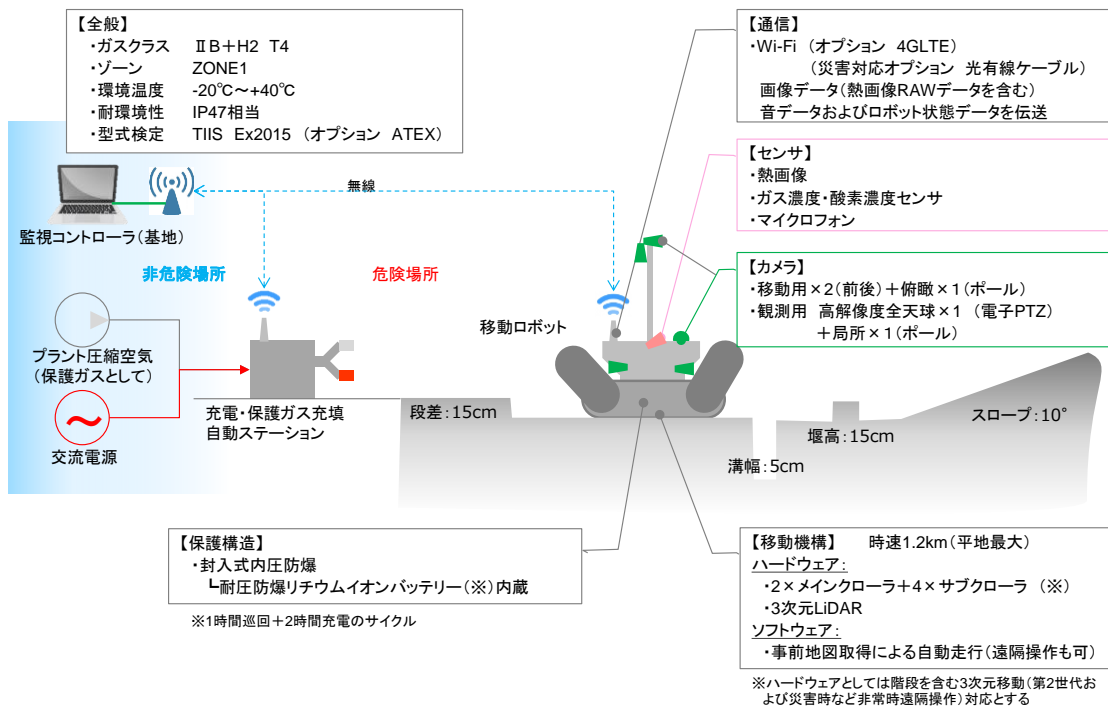 【全般】
・ガスクラス ⅡB+H2 T4
・ゾーン ZONE1
・環境温度 -20℃～+40℃
・耐環境性 IP47相当
・型式検定 TIIS Ex2015 (オプション ATEX)
【通信】
・Wi-Fi (オプション 4GLTE)
(災害対応オプション 光有線ケーブル)
画像データ(熱画像RAWデータを含む)
音データおよびロボット状態データを伝送
【センサ】
・熱画像
・ガス濃度・酸素濃度センサ
・マイクロフォン
【カメラ】
・移動用×2(前後)+俯瞰×1(ポール)
・観測用 高解像度全天球×1 (電子PTZ)
+局所×1(ポール)
無線
監視コントローラ(基地)
非危険場所
危険場所
移動ロボット
プラント圧縮空気
(保護ガスとして)
交流電源
充電・保護ガス充填
自動ステーション
段差:15cm
溝幅:5cm
堰高:15cm
スロープ:10°
【保護構造】
・封入式内圧防爆
┗耐圧防爆リチウムイオンバッテリー(※)内蔵
※1時間巡回+2時間充電のサイクル
【移動機構】 時速1.2km(平地最大)
ハードウェア:
・2×メインクローラ+4×サブクローラ (※)
・3次元LiDAR
ソフトウェア:
・事前地図取得による自動走行(遠隔操作も可)
※ハードウェアとしては階段を含む3次元移動(第2世代お
よび災害時など非常時遠隔操作)対応とする